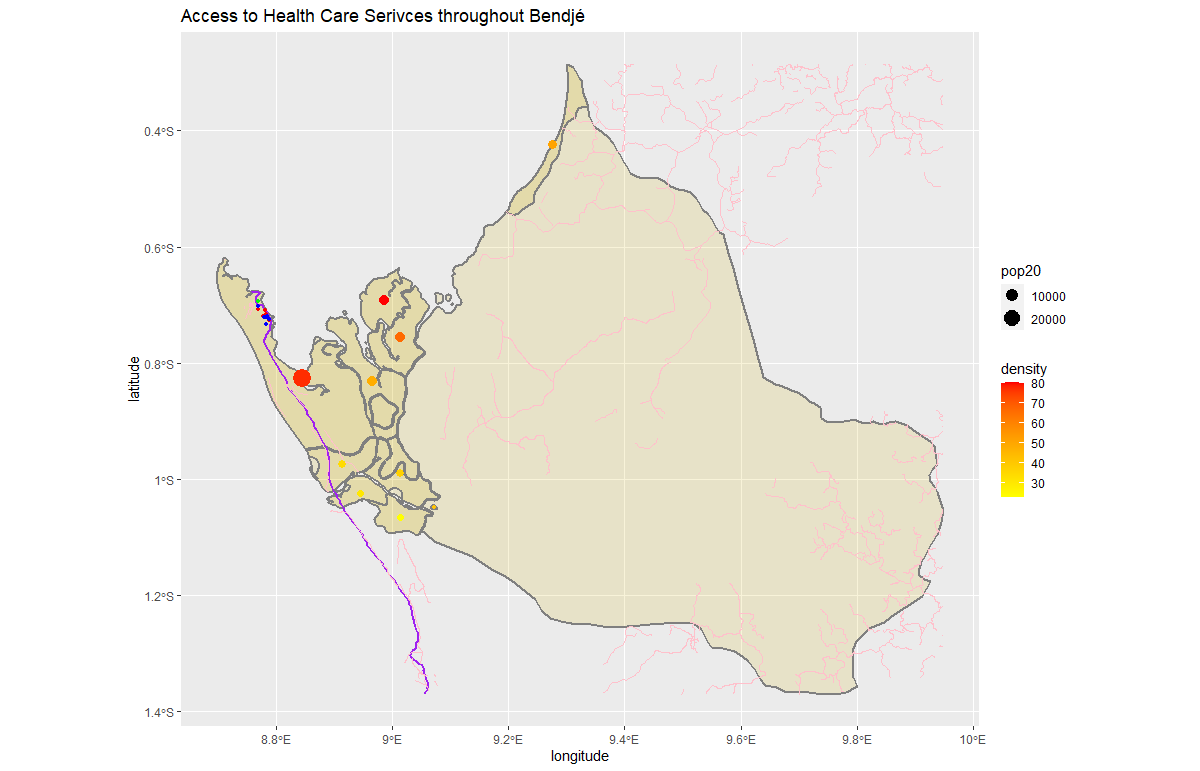 Access to Health Care Serivces throughout Bendjé
0.4°S
0.6°S
0.8°S
1°S
1.2°S
1.4°S
latitude
8.8°E
9°E
9.2°E
9.4°E
9.6°E
9.8°E
10°E
longitude
pop20
10000
20000
density
80
70
60
50
40
30